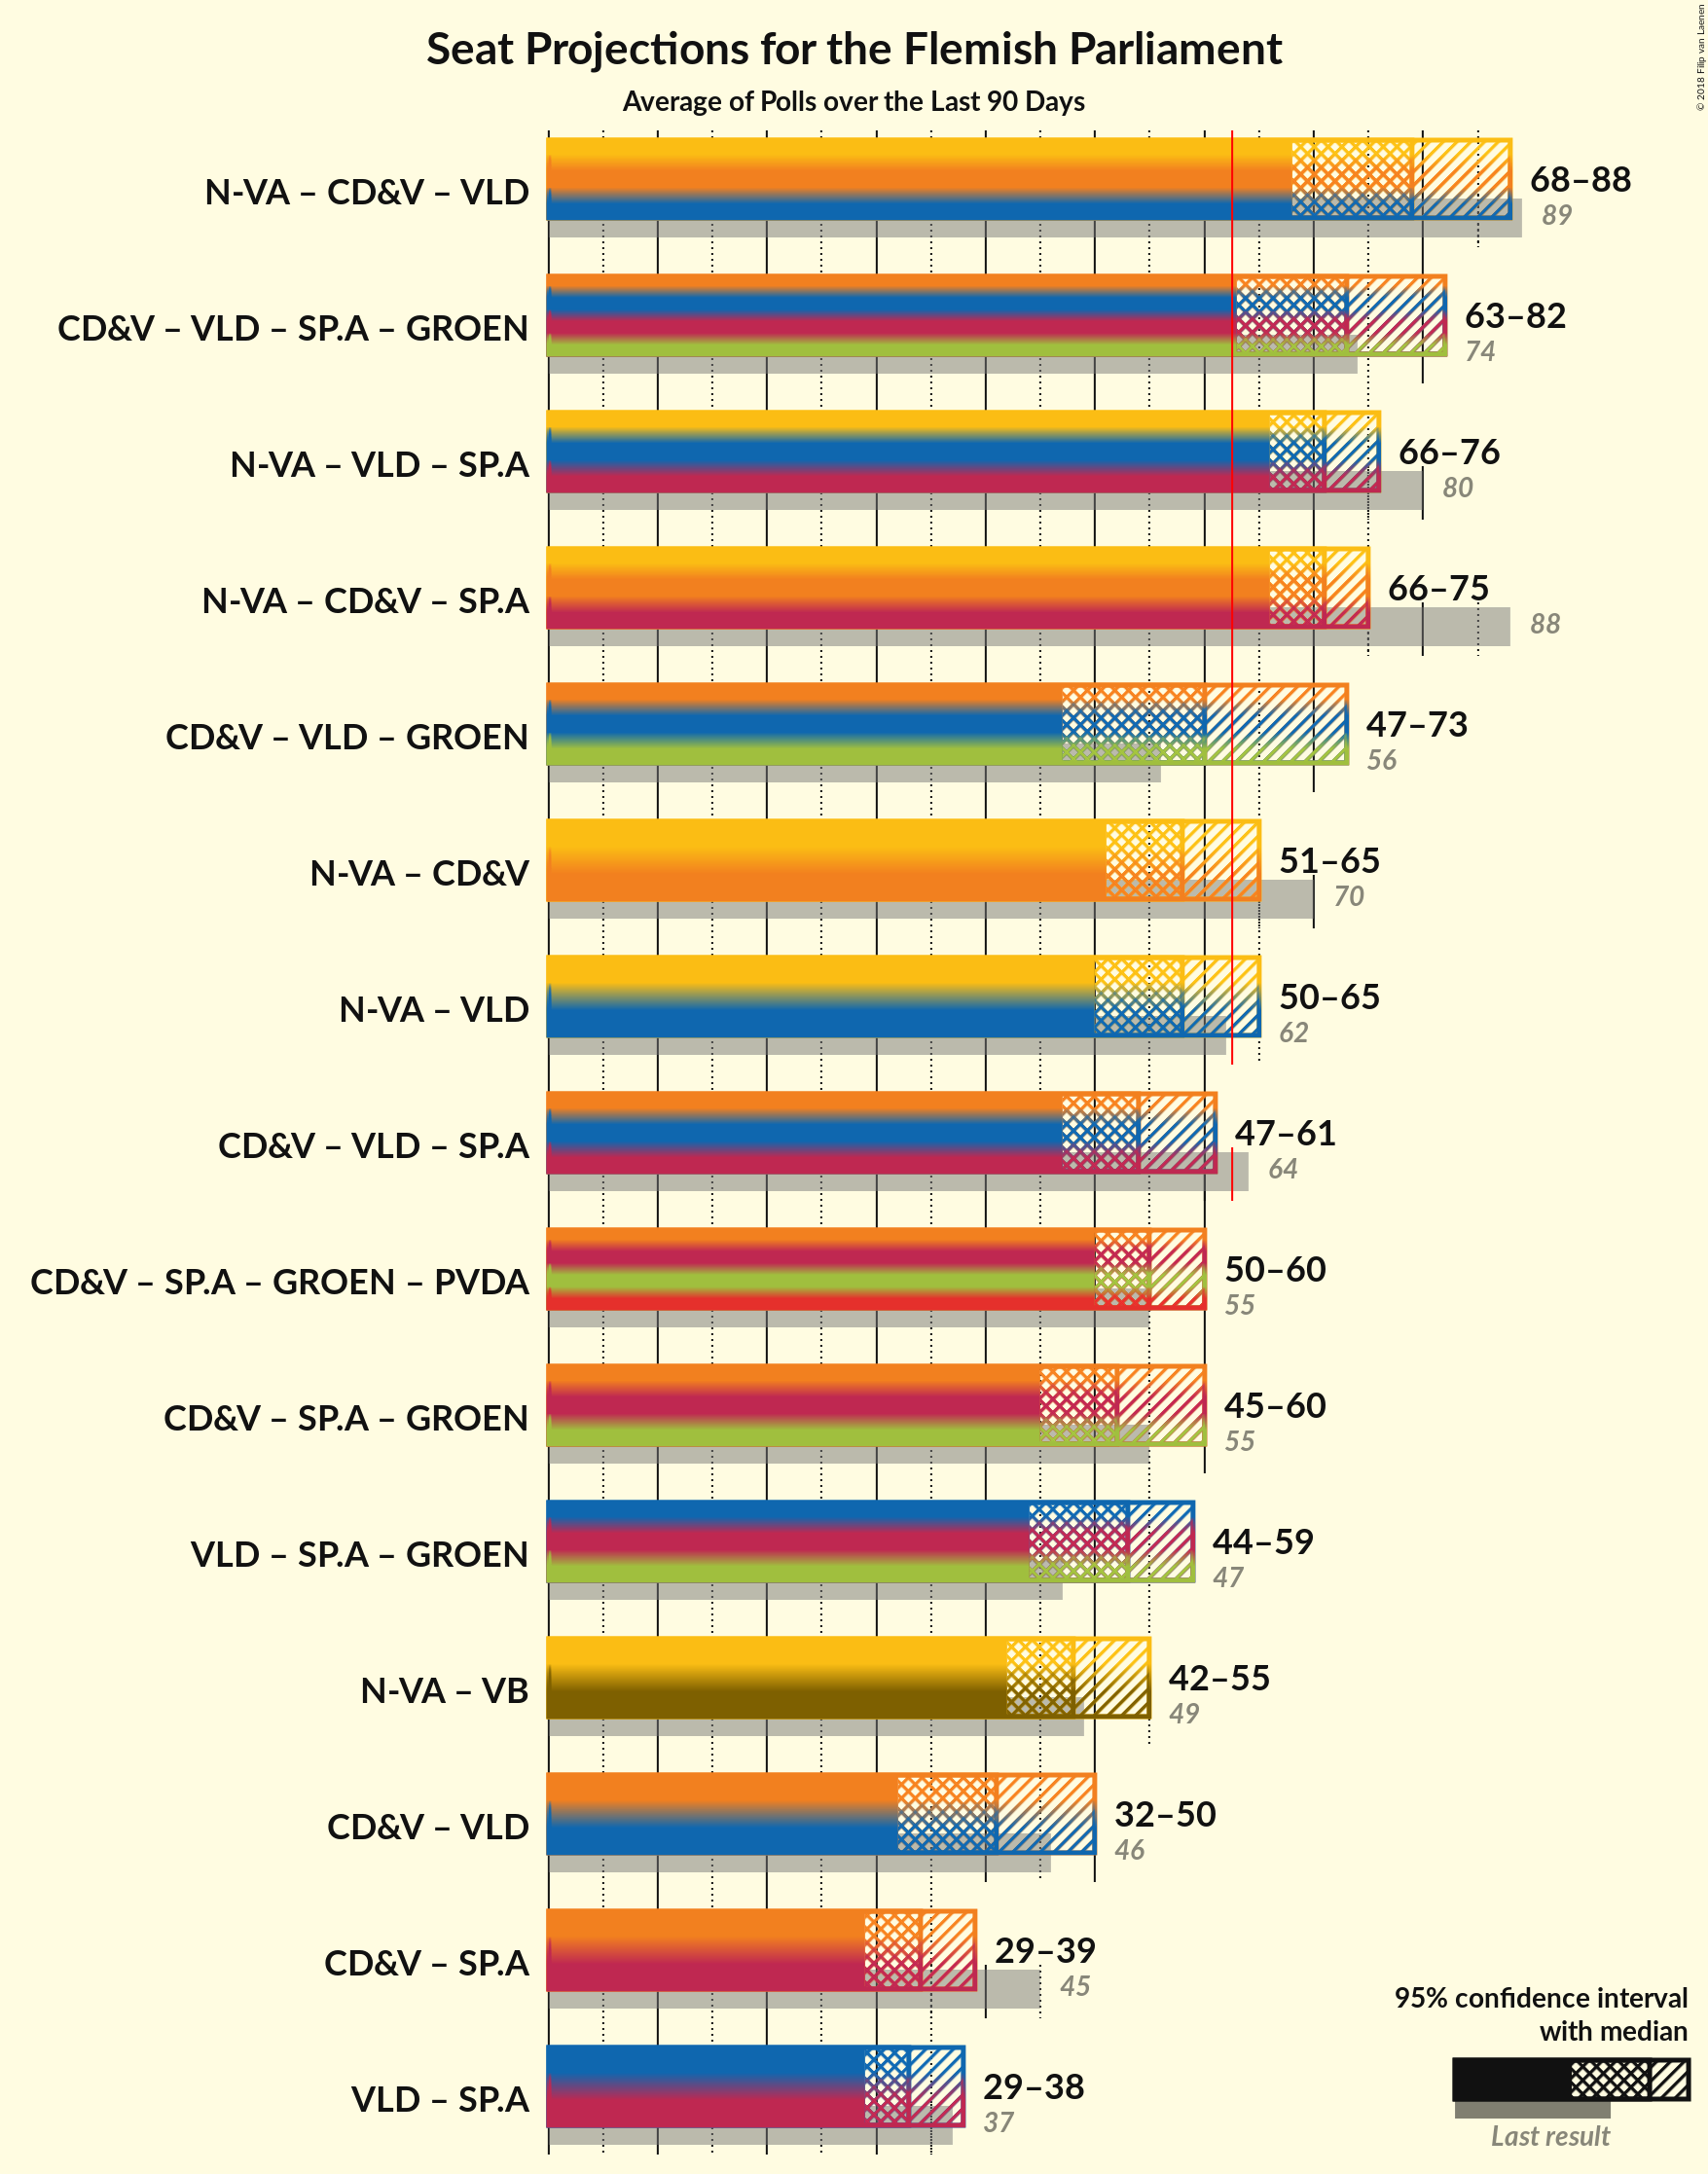 © 2018 Filip van Laenen
Seat Projections for the Flemish Parliament
Average of Polls over the Last 90 Days
N-VA – CD&V – VLD
68–88
89
CD&V – VLD – SP.A – GROEN
63–82
74
N-VA – VLD – SP.A
66–76
80
N-VA – CD&V – SP.A
66–75
88
CD&V – VLD – GROEN
47–73
56
N-VA – CD&V
51–65
70
N-VA – VLD
50–65
62
CD&V – VLD – SP.A
47–61
64
CD&V – SP.A – GROEN – PVDA
50–60
55
CD&V – SP.A – GROEN
45–60
55
VLD – SP.A – GROEN
44–59
47
N-VA – VB
42–55
49
CD&V – VLD
32–50
46
CD&V – SP.A
29–39
45
VLD – SP.A
29–38
37
95% confidence interval
with median
Last result